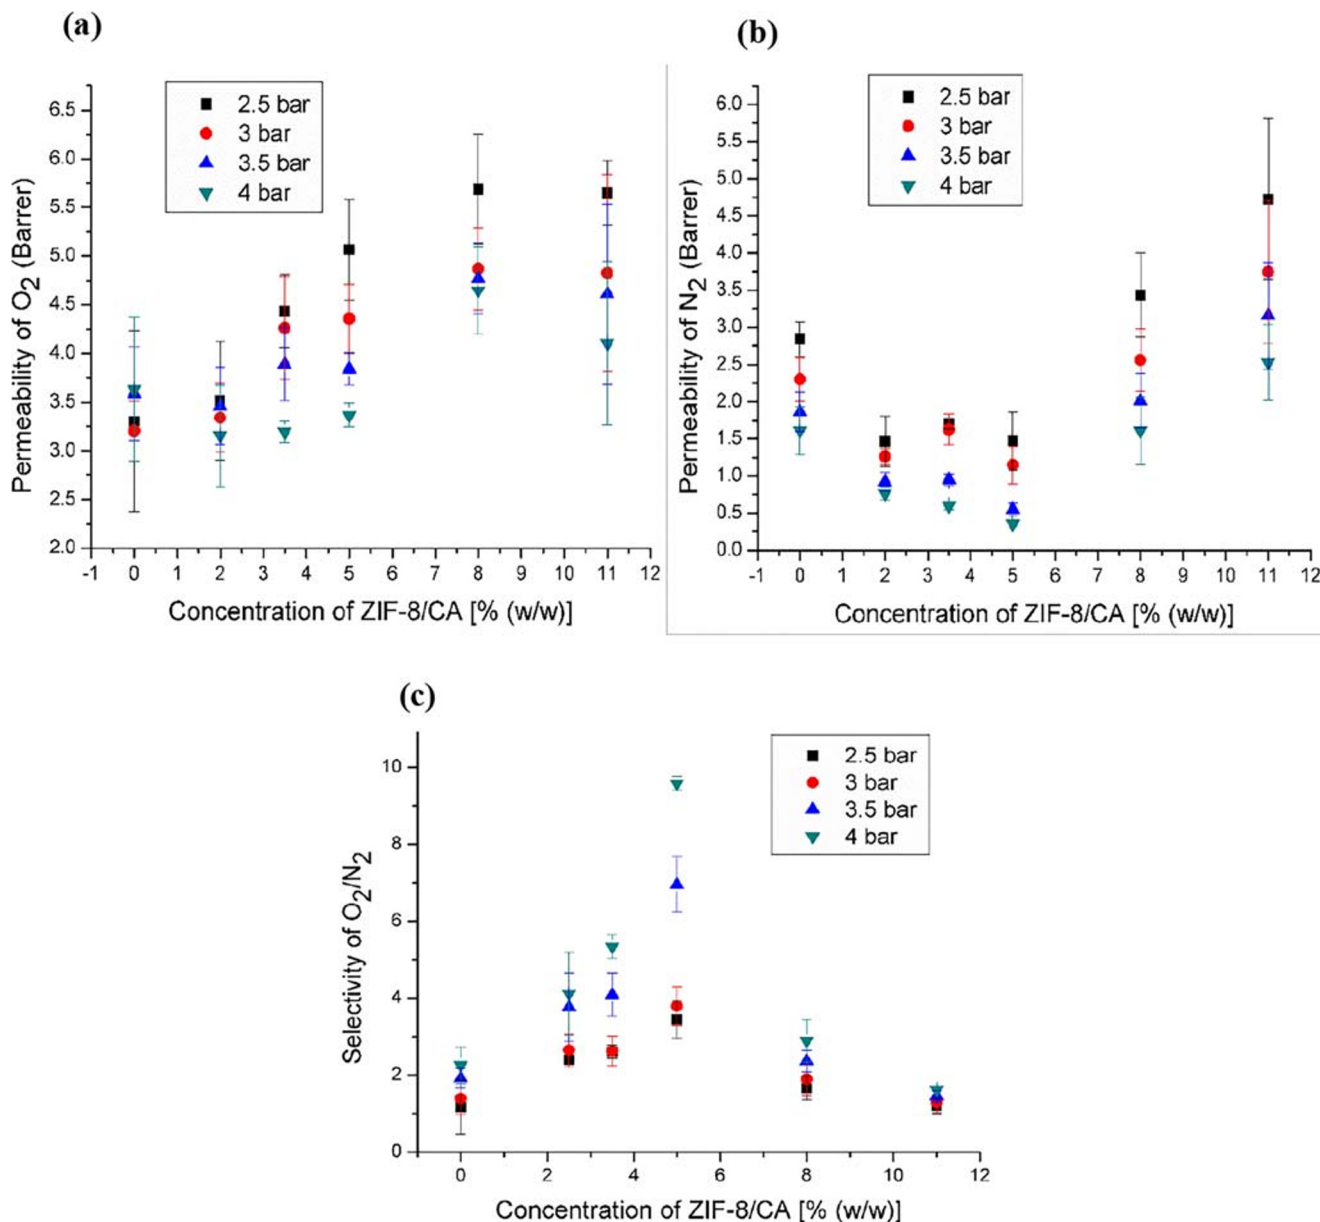 (a)
2.5 bar
3 bar
3.5 bar
4 bar
Permeability of O2 (Barrer)
6.5
6.0
5.5
5.0
4.5
4.0
3.5
3.0
2.5
2.0
-1 0 1 2 3 4 5 6 7 8 9 10 11 12
Concentration of ZIF-8/CA [% (w/w)]
(b)
2.5 bar
3 bar
3.5 bar
4 bar
Permeability of N2 (Barrer)
6.0
5.5
5.0
4.5
4.0
3.5
3.0
2.5
2.0
1.5
1.0
0.5
0.0
-1 0 1 2 3 4 5 6 7 8 9 10 11 12
Concentration of ZIF-8/CA [% (w/w)]
(c)
2.5 bar
3 bar
3.5 bar
4 bar
Selectivity of O2/N2
10
8
6
4
2
0
0 2 4 6 8 10 12
Concentration of ZIF-8/CA [% (w/w)]